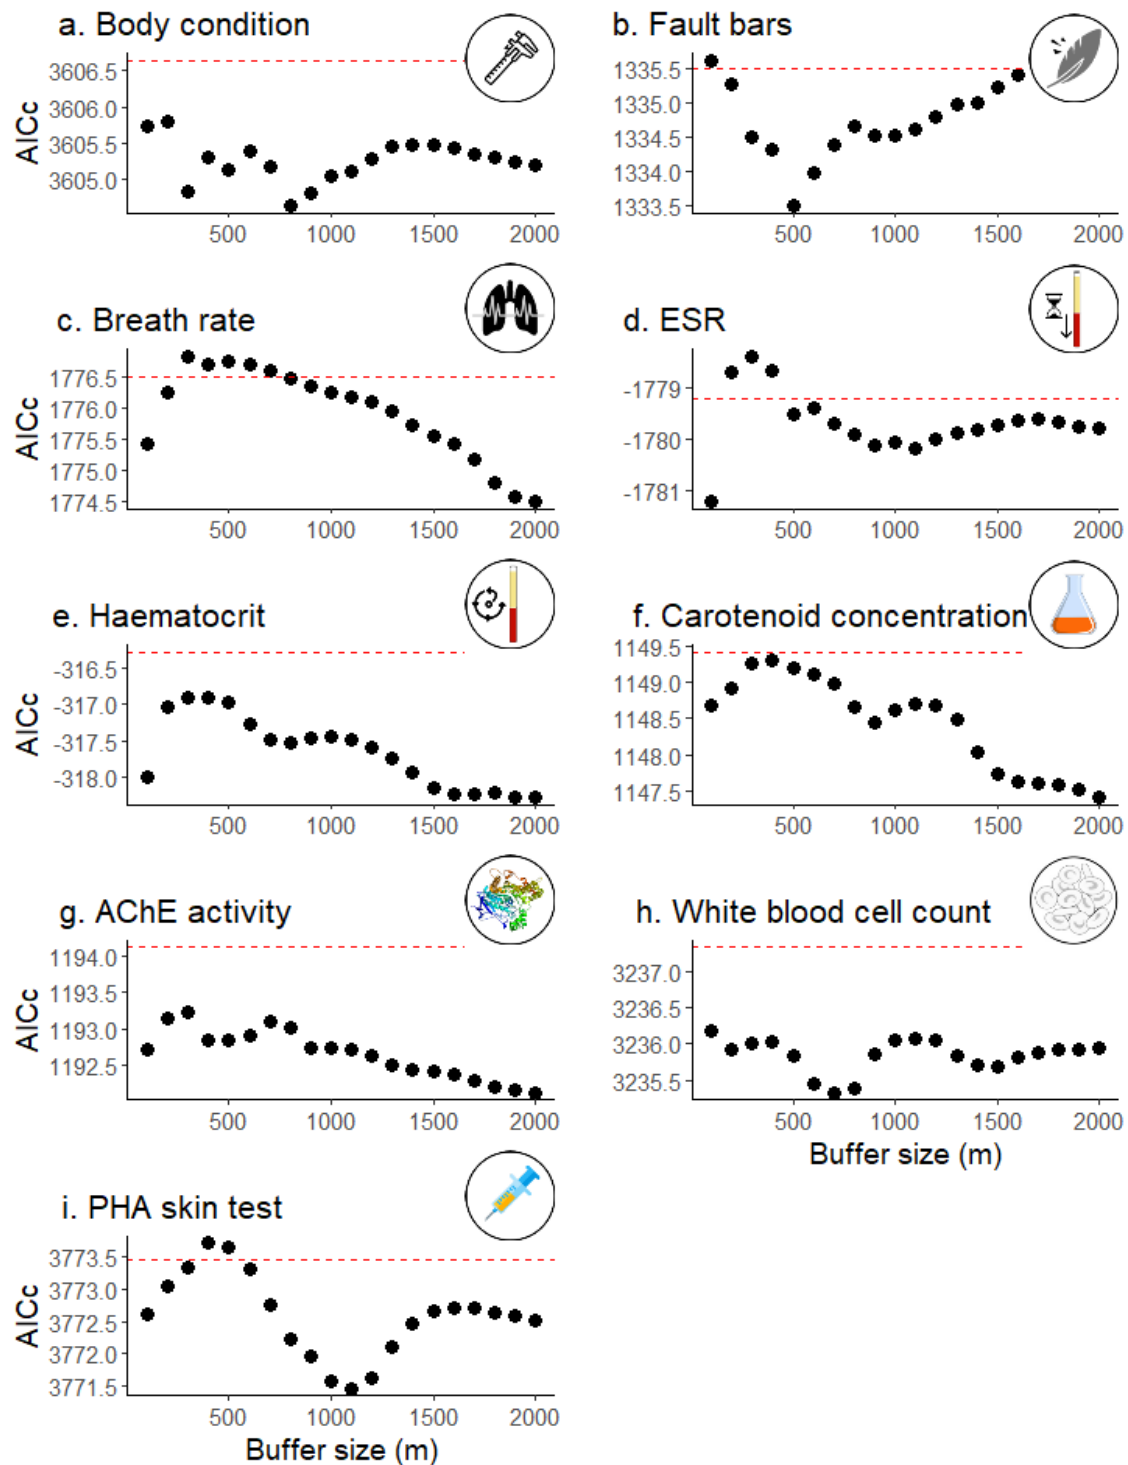 a. Body condition
AICc
3606.5
3606.0
3605.5
3605.0
500 1000 1500 2000
b. Fault bars
1335.5
1335.0
1334.5
1334.0
1333.5
500 1000 1500 2000
c. Breath rate
AICc
1776.5
1776.0
1775.5
1775.0
1774.5
500 1000 1500 2000
d. ESR
-1779
-1780
-1781
500 1000 1500 2000
e. Haematocrit
AICc
-316.5
-317.0
-317.5
-318.0
500 1000 1500 2000
f. Carotenoid concentration
1149.5
1149.0
1148.5
1148.0
1147.5
500 1000 1500 2000
g. AChE activity
AICc
1194.0
1193.5
1193.0
1192.5
500 1000 1500 2000
h. White blood cell count
3237.0
3236.5
3236.0
3235.5
500 1000 1500 2000
Buffer size (m)
i. PHA skin test
AICc
3773.5
3773.0
3772.5
3772.0
3771.5
500 1000 1500 2000
Buffer size (m)